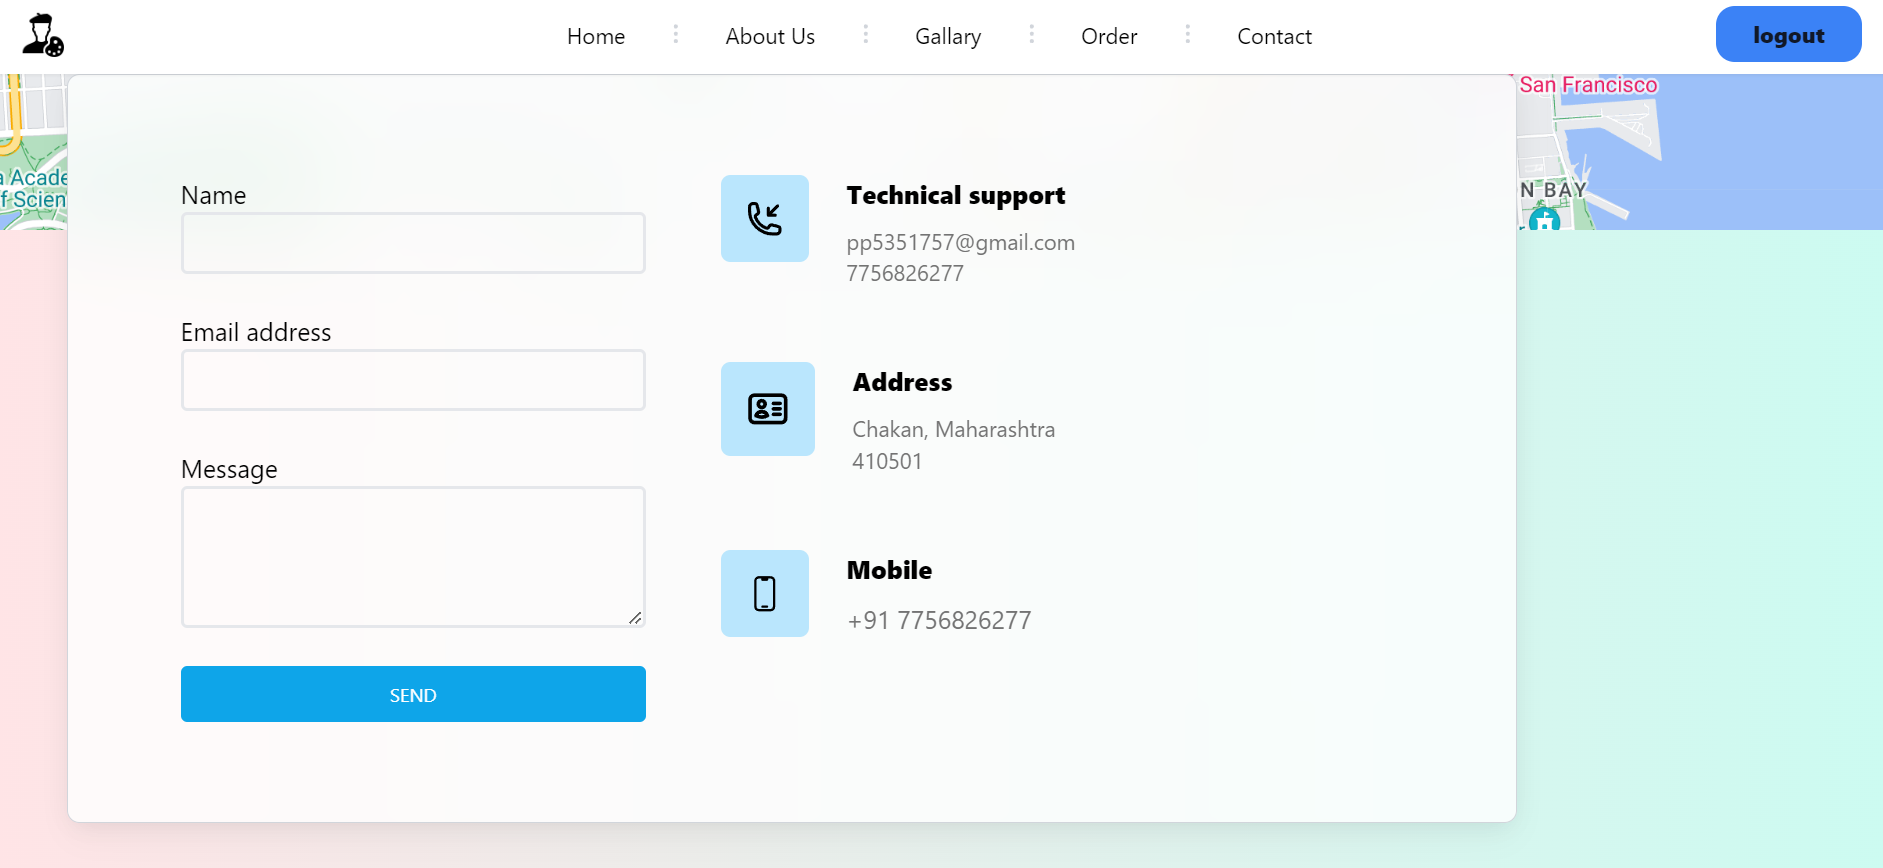 Home
About Us
Gallary
Order
Contact
logout
San Francisco
a Acade
f Scien
N BAY
Name
Email address
Message
SEND
Technical support
pp5351757@gmail.com
7756826277
Address
Chakan, Maharashtra
410501
Mobile
+91 7756826277